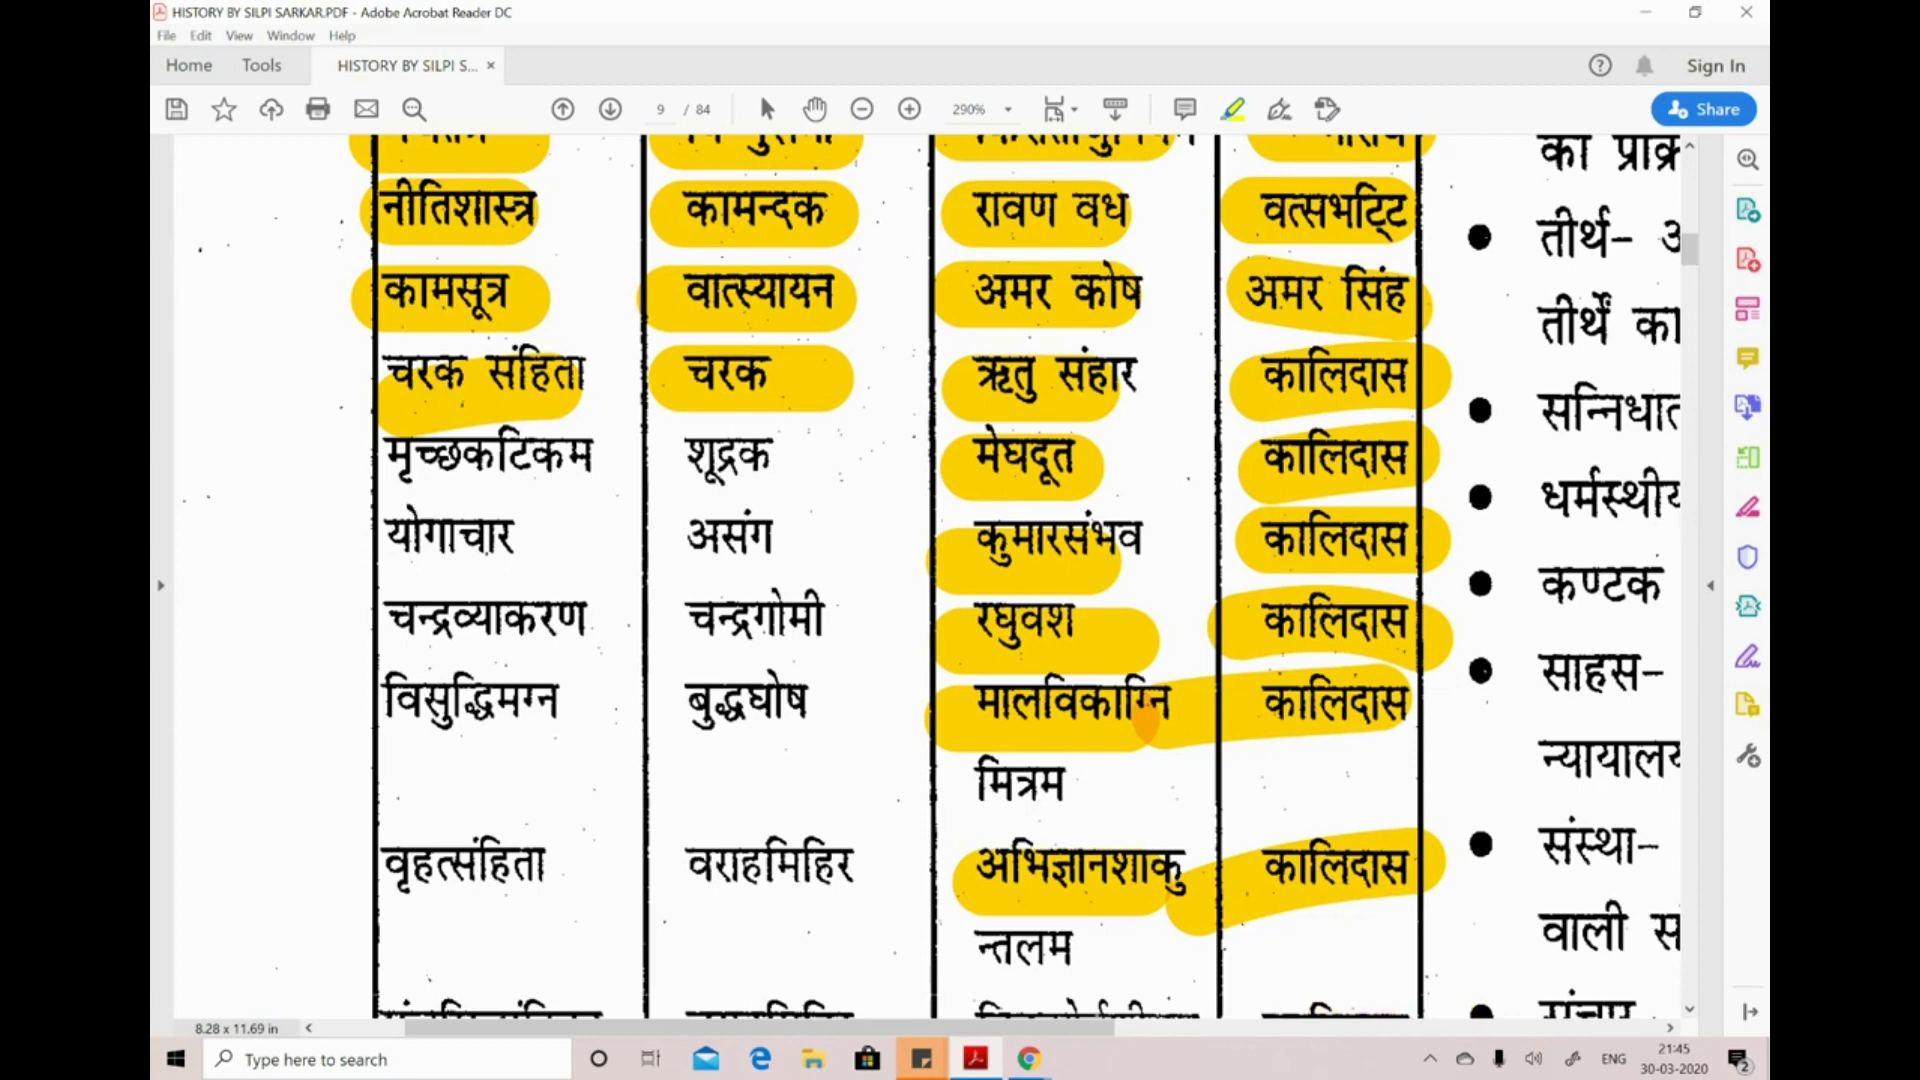 HISTORY BY SILPI SARKAR.PDF - Adobe Acrobat Reader DC
File Edit View Window Help
Home Tools HISTORY BY SILPI S... × Sign In
9 / 84 290% Share
नीतिशास्त्र कामन्दक रावण वध वत्सभटि्ट
कामसूत्र वात्स्यायन अमर कोष अमर सिंह
चरक संहिता चरक ऋतु संहार कालिदास
मृच्छकटिकम शूद्रक मेघदूत कालिदास
योगाचार असंग कुमारसंभव कालिदास
चन्द्रव्याकरण चन्द्रगोमी रघुवश कालिदास
विसुद्धिमग्न बुद्धघोष मालविकाग्नि कालिदास
मित्रम
वृहत्संहिता वराहमिहिर अभिज्ञानशाकु कालिदास
न्तलम
का
● तीर्थ-
तीर्थें
●
●
● कण्टक
● साहस-
● संस्था-
वाली
8.28 x 11.69 in
Type here to search
ENG 21:45
30-03-2020 2